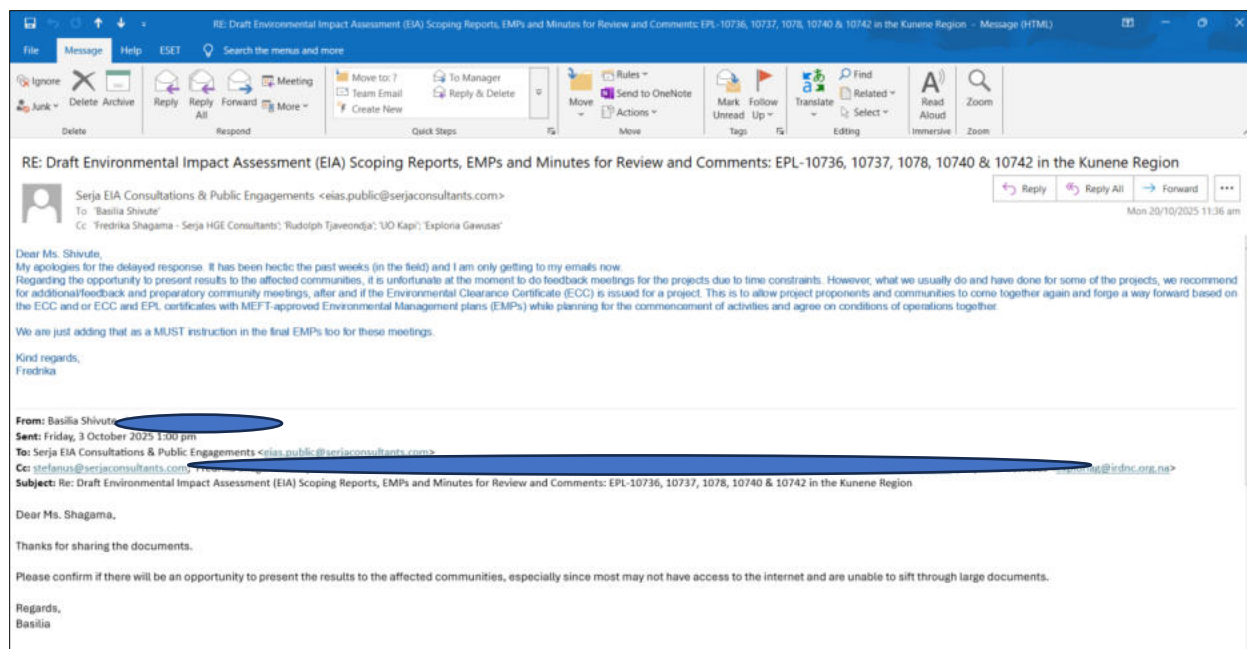 RE: Draft Environmental Impact Assessment (EIA) Scoping Reports, EMPs and Minutes for Review and Comments: EPL-10736, 10737, 1078, 10740 & 10742 in the Kunene Region - Message (HTML)
File Message Help ESET Search the menus and more
Ignore
Junk
Delete
Archive
Reply
Reply All
Forward
Meeting
More
Move to: ?
Team Email
Create New
To Manager
Reply & Delete
Move
Rules
Send to OneNote
Actions
Mark Unread
Follow Up
Translate
Find
Related
Select
Read Aloud
Zoom
Delete Respond Quick Steps Move Tags Editing Immersive Zoom
RE: Draft Environmental Impact Assessment (EIA) Scoping Reports, EMPs and Minutes for Review and Comments: EPL-10736, 10737, 1078, 10740 & 10742 in the Kunene Region
Serja EIA Consultations & Public Engagements <eias.public@serjaconsultants.com>
To 'Basilia Shivute'
Cc 'Fredrika Shagama - Serja HGE Consultants'; 'Rudolph Tjaveondja'; 'UO Kapi'; 'Exploria Gawusas'
Reply Reply All Forward ...
Mon 20/10/2025 11:36 am
Dear Ms. Shivute,
My apologies for the delayed response. It has been hectic the past weeks (in the field) and I am only getting to my emails now.
Regarding the opportunity to present results to the affected communities, it is unfortunate at the moment to do feedback meetings for the projects due to time constraints. However, what we usually do and have done for some of the projects, we recommend
for additional/feedback and preparatory community meetings, after and if the Environmental Clearance Certificate (ECC) is issued for a project. This is to allow project proponents and communities to come together again and forge a way forward based on
the ECC and or ECC and EPL certificates with MEFT-approved Environmental Management plans (EMPs) while planning for the commencement of activities and agree on conditions of operations together.
We are just adding that as a MUST instruction in the final EMPs too for these meetings.
Kind regards,
Fredrika
From: Basilia Shivute
Sent: Friday, 3 October 2025 1:00 pm
To: Serja EIA Consultations & Public Engagements <eias.public@serjaconsultants.com>
Cc: stefanus@serjaconsultants.com; @irdnc.org.na>
Subject: Re: Draft Environmental Impact Assessment (EIA) Scoping Reports, EMPs and Minutes for Review and Comments: EPL-10736, 10737, 1078, 10740 & 10742 in the Kunene Region
Dear Ms. Shagama,
Thanks for sharing the documents.
Please confirm if there will be an opportunity to present the results to the affected communities, especially since most may not have access to the internet and are unable to sift through large documents.
Regards,
Basilia